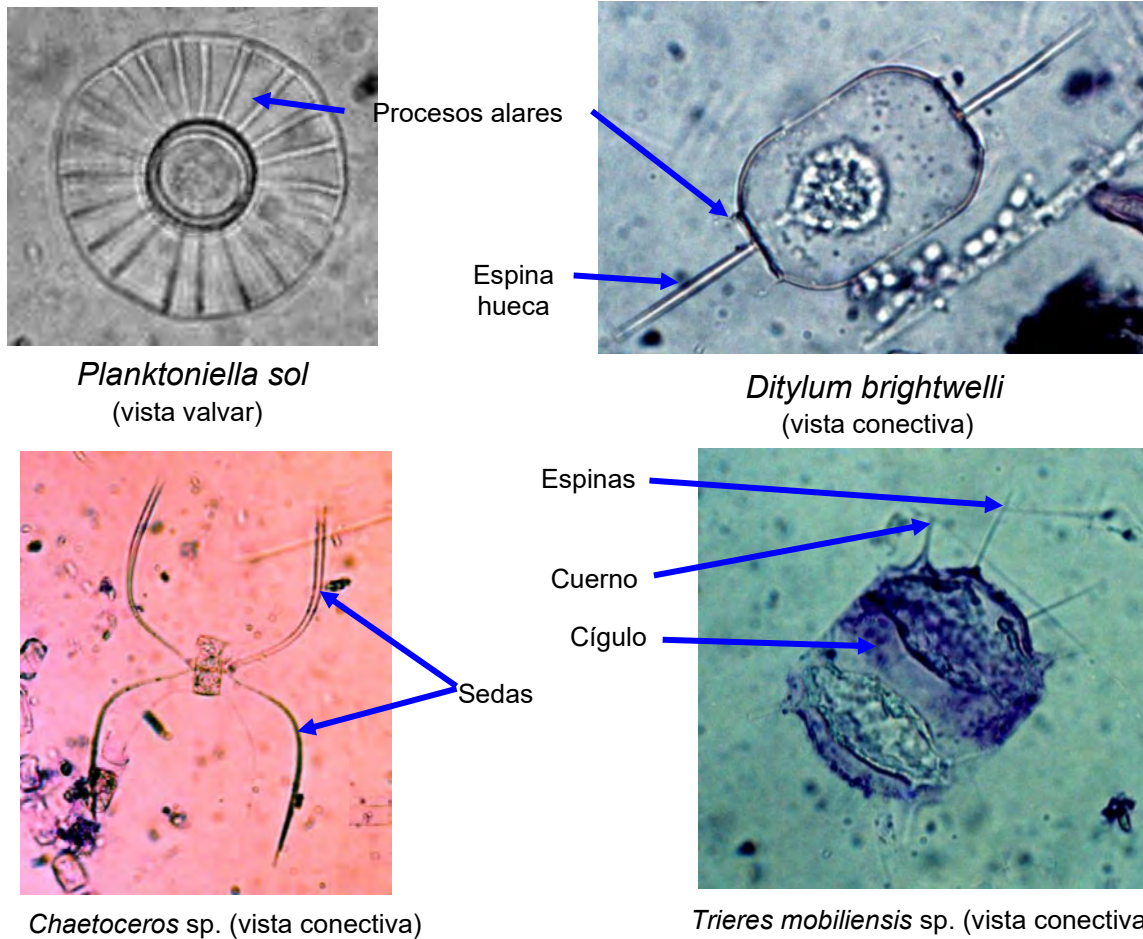 Procesos alares
Espina
hueca
Planktoniella sol
(vista valvar)
Ditylum brightwelli
(vista conectiva)
Espinas
Cuerno
Cígulo
Sedas
Chaetoceros sp. (vista conectiva)
Trieres mobiliensis sp. (vista conectiva